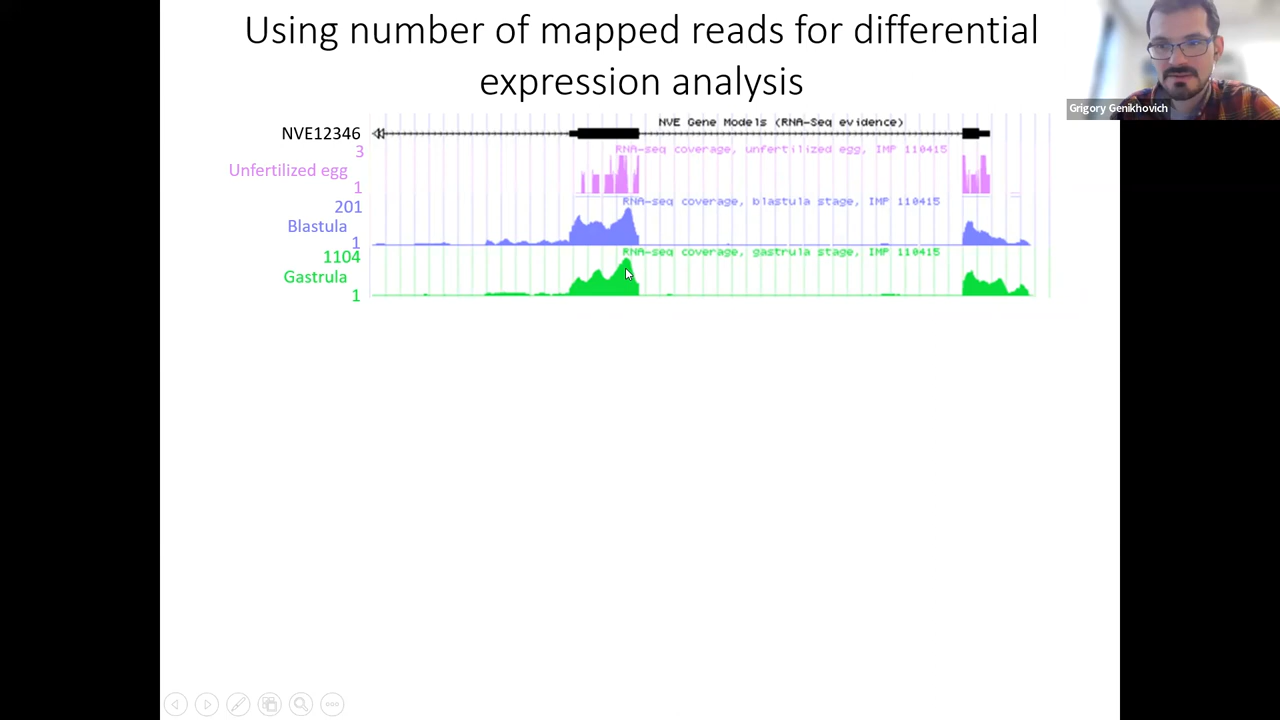 Using number of mapped reads for differential
expression analysis
Grigory Genikhovich
NVE Gene Models (RNA-Seq evidence)
NVE12346
3
RNA-seq coverage, unfertilized egg, IMP 110415
Unfertilized egg
1
201
RNA-seq coverage, blastula stage, IMP 110415
Blastula
1
1104
RNA-seq coverage, gastrula stage, IMP 110415
Gastrula
1